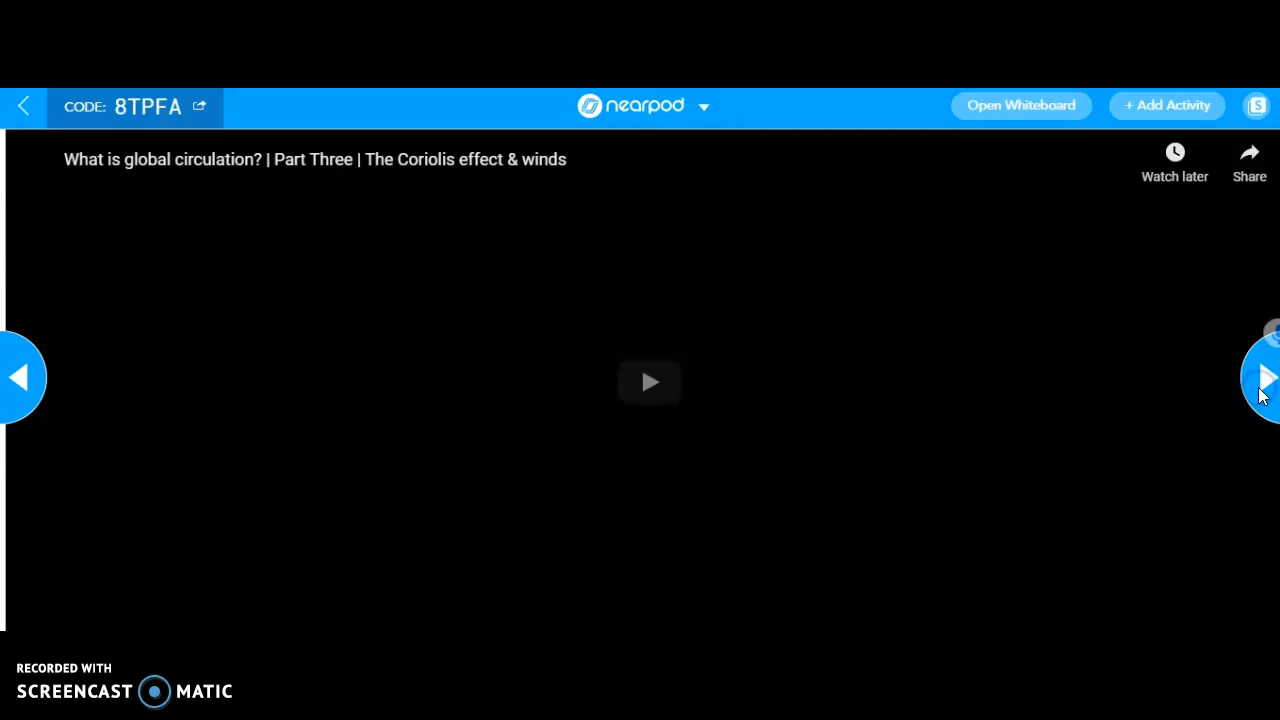 CODE: 8TPFA
nearpod
Open Whiteboard
+ Add Activity
S
What is global circulation? | Part Three | The Coriolis effect & winds
Watch later
Share
RECORDED WITH
SCREENCAST MATIC